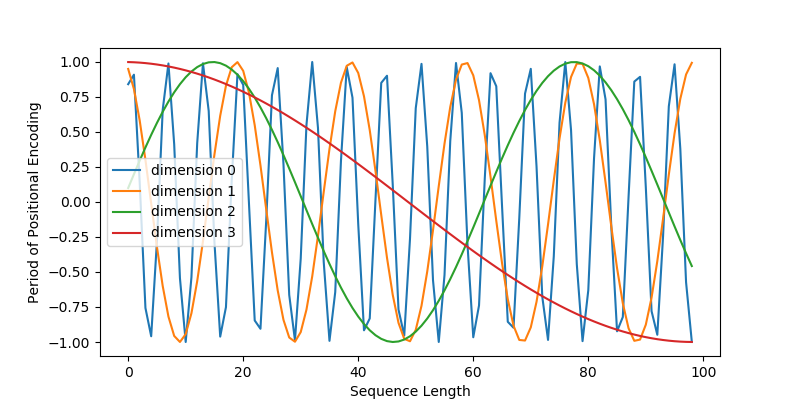 1.00
0.75
0.50
0.25
0.00
−0.25
−0.50
−0.75
−1.00
Period of Positional Encoding
dimension 0
dimension 1
dimension 2
dimension 3
0 20 40 60 80 100
Sequence Length